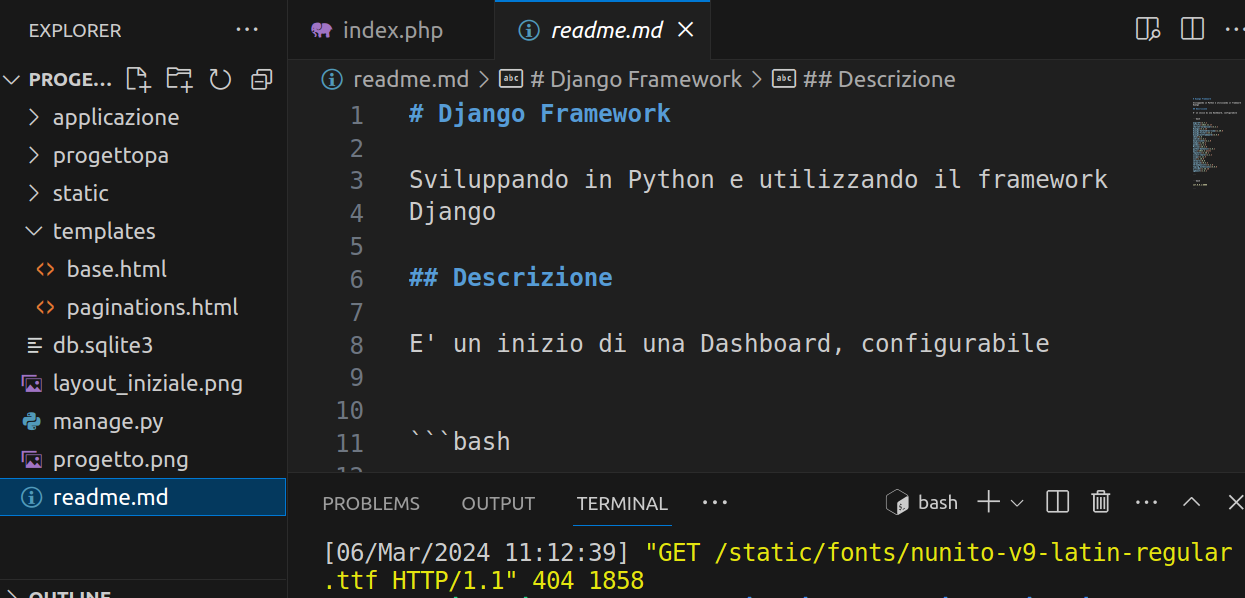 EXPLORER
PROGE...
applicazione
progettopa
static
templates
base.html
paginations.html
db.sqlite3
layout_iniziale.png
manage.py
progetto.png
readme.md
OUTLINE
index.php
readme.md
readme.md > # Django Framework > ## Descrizione
1 # Django Framework
2
3 Sviluppando in Python e utilizzando il framework
4 Django
5
6 ## Descrizione
7
8 E' un inizio di una Dashboard, configurabile
9
10
11 ```bash
12
PROBLEMS OUTPUT TERMINAL ... bash
[06/Mar/2024 11:12:39] "GET /static/fonts/nunito-v9-latin-regular
.ttf HTTP/1.1" 404 1858